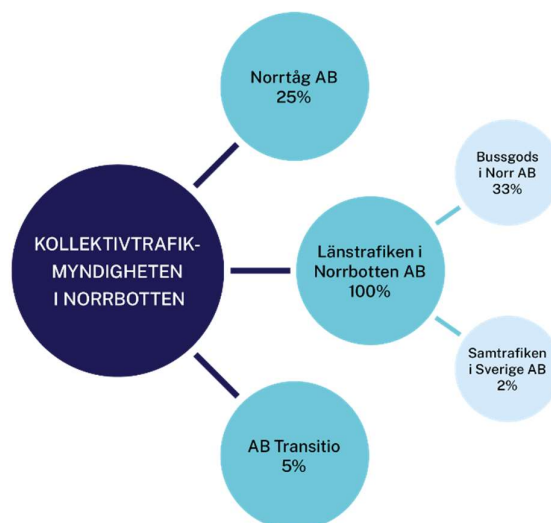 Norrtåg AB
25%
Bussgods
i Norr AB
33%
KOLLEKTIVTRAFIK-
MYNDIGHETEN
I NORRBOTTEN
Länstrafiken i
Norrbotten AB
100%
Samtrafiken
i Sverige AB
2%
AB Transitio
5%